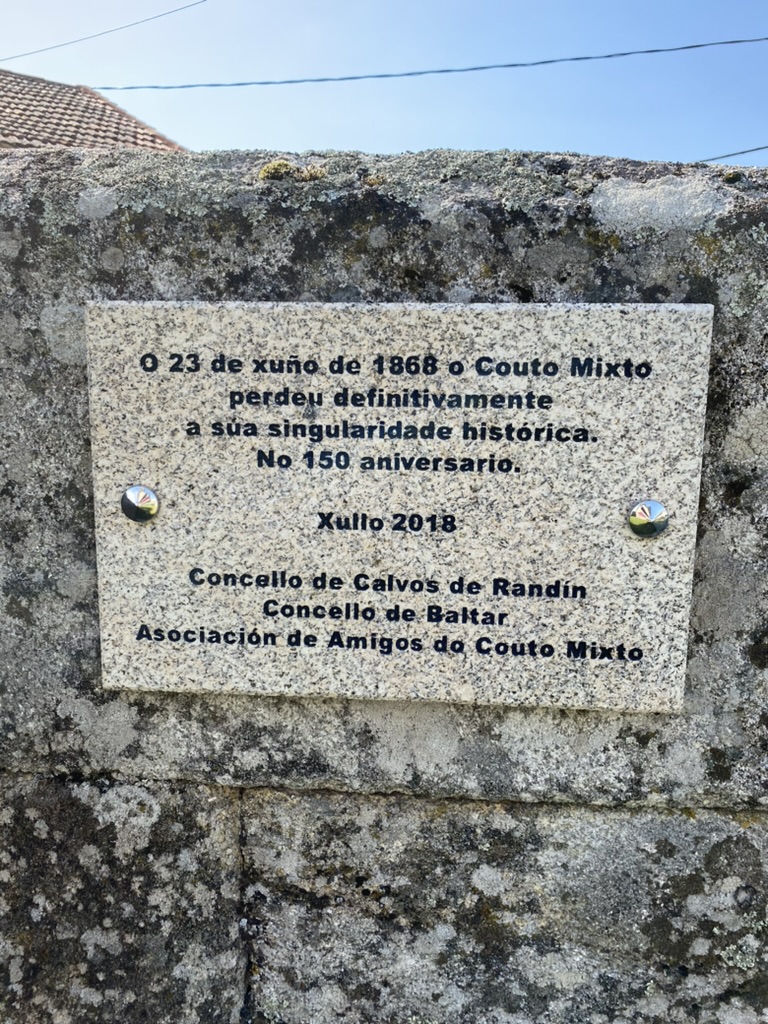 O 23 de xuño de 1868 o Couto Mixto
perdeu definitivamente
a súa singularidade histórica.
No 150 aniversario.
Xullo 2018
Concello de Calvos de Randín
Concello de Baltar
Asociación de Amigos do Couto Mixto